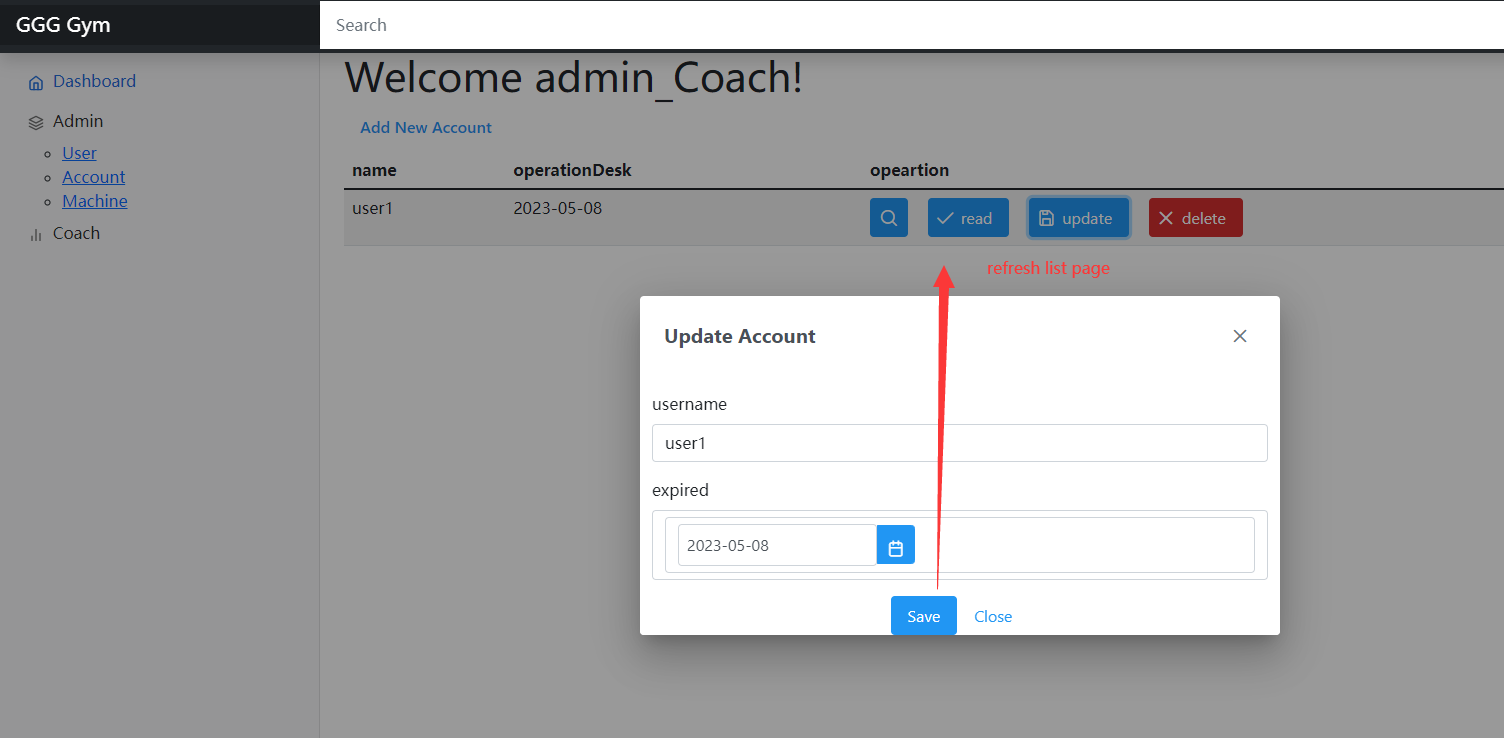 GGG Gym
Search
Dashboard
Admin
User
Account
Machine
Coach
Welcome admin_Coach!
Add New Account
name operationDesk opeartion
user1 2023-05-08 read update delete
refresh list page
Update Account
username
user1
expired
2023-05-08
Save Close